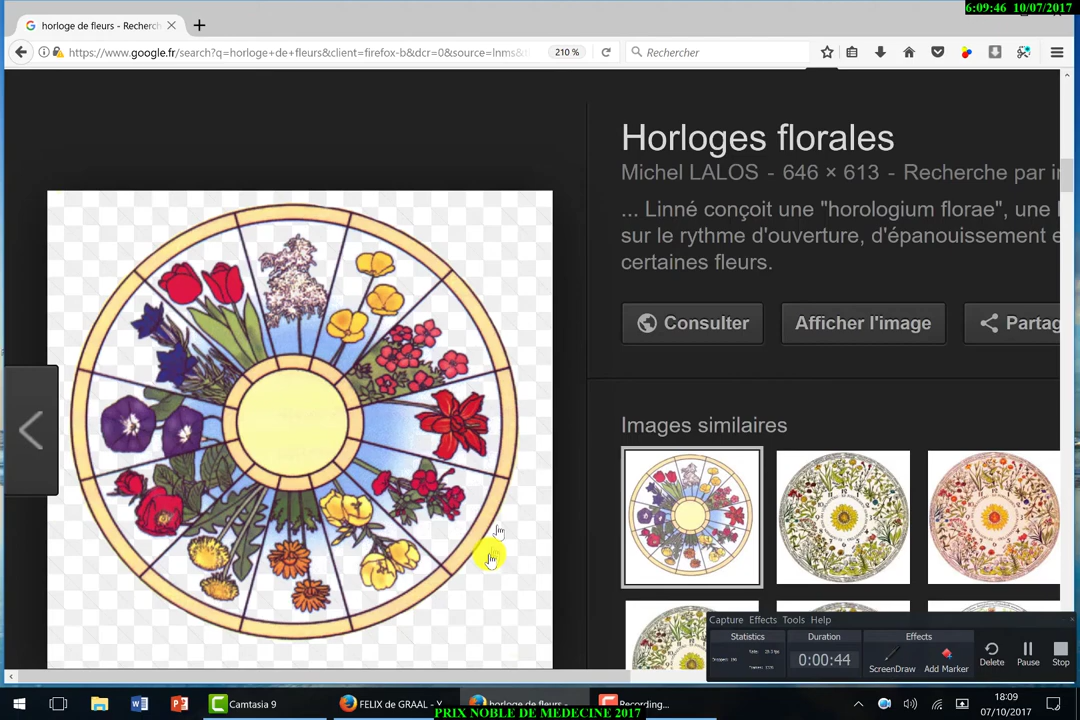 6:09:46 10/07/2017
horloge de fleurs - Recherch
https://www.google.fr/search?q=horloge+de+fleurs&client=firefox-b&dcr=0&source=lnms&
210 %
Rechercher
Horloges florales
Michel LALOS - 646 × 613 - Recherche par i
... Linné conçoit une "horologium florae", une
sur le rythme d'ouverture, d'épanouissement e
certaines fleurs.
Consulter
Afficher l'image
Partag
Images similaires
Capture Effects Tools Help
Statistics
Duration
Effects
0:00:44
ScreenDraw
Add Marker
Delete
Pause
Stop
Camtasia 9
FELIX de GRAAL - Y
horloge de fleurs -
Recording...
18:09
07/10/2017
PRIX NOBLE DE MEDECINE 2017